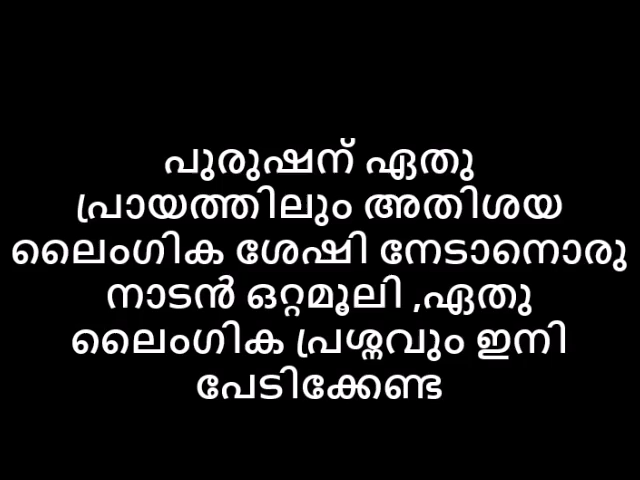 പുരുഷന് ഏതു
പ്രായത്തിലും അതിശയ
ലൈംഗിക ശേഷി നേടാനൊരു
നാടൻ ഒറ്റമൂലി ,ഏതു
ലൈംഗിക പ്രശ്നവും ഇനി
പേടിക്കേണ്ട